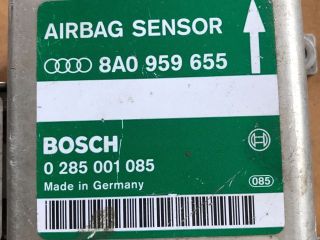 AIRBAG SENSOR
8A0 959 655
BOSCH
0 285 001 085
Made in Germany
085